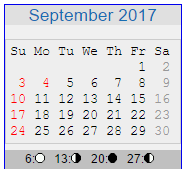 September 2017
Su Mo Tu We Th Fr Sa
1 2
3 4 5 6 7 8 9
10 11 12 13 14 15 16
17 18 19 20 21 22 23
24 25 26 27 28 29 30
6:○ 13:◑ 20:● 27:◐